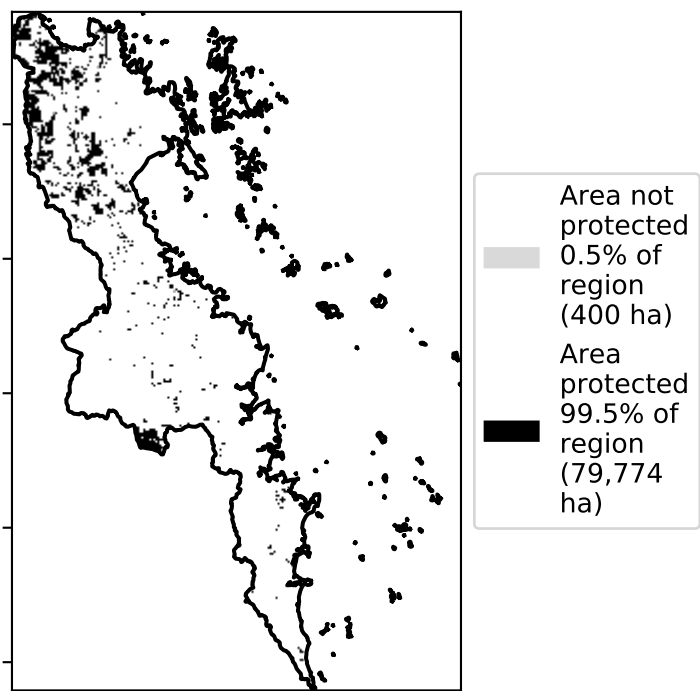 Area not
protected
0.5% of
region
(400 ha)
Area
protected
99.5% of
region
(79,774
ha)